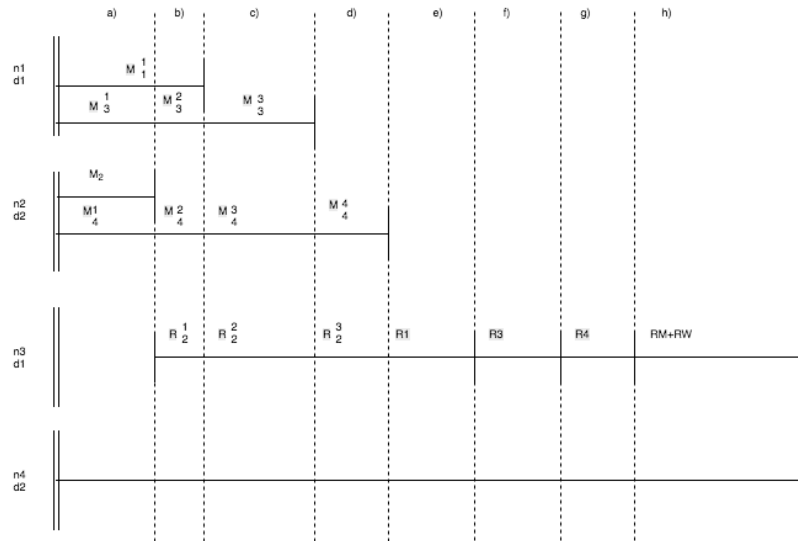 a) b) c) d) e) f) g) h)
n1
d1
M 1 1
M 1 3 M 2 3 M 3 3
M2
n2
d2
M1 4 M 2 4 M 3 4 M 4 4
n3
d1
R 1 2 R 2 2 R 3 2 R1 R3 R4 RM+RW
n4
d2